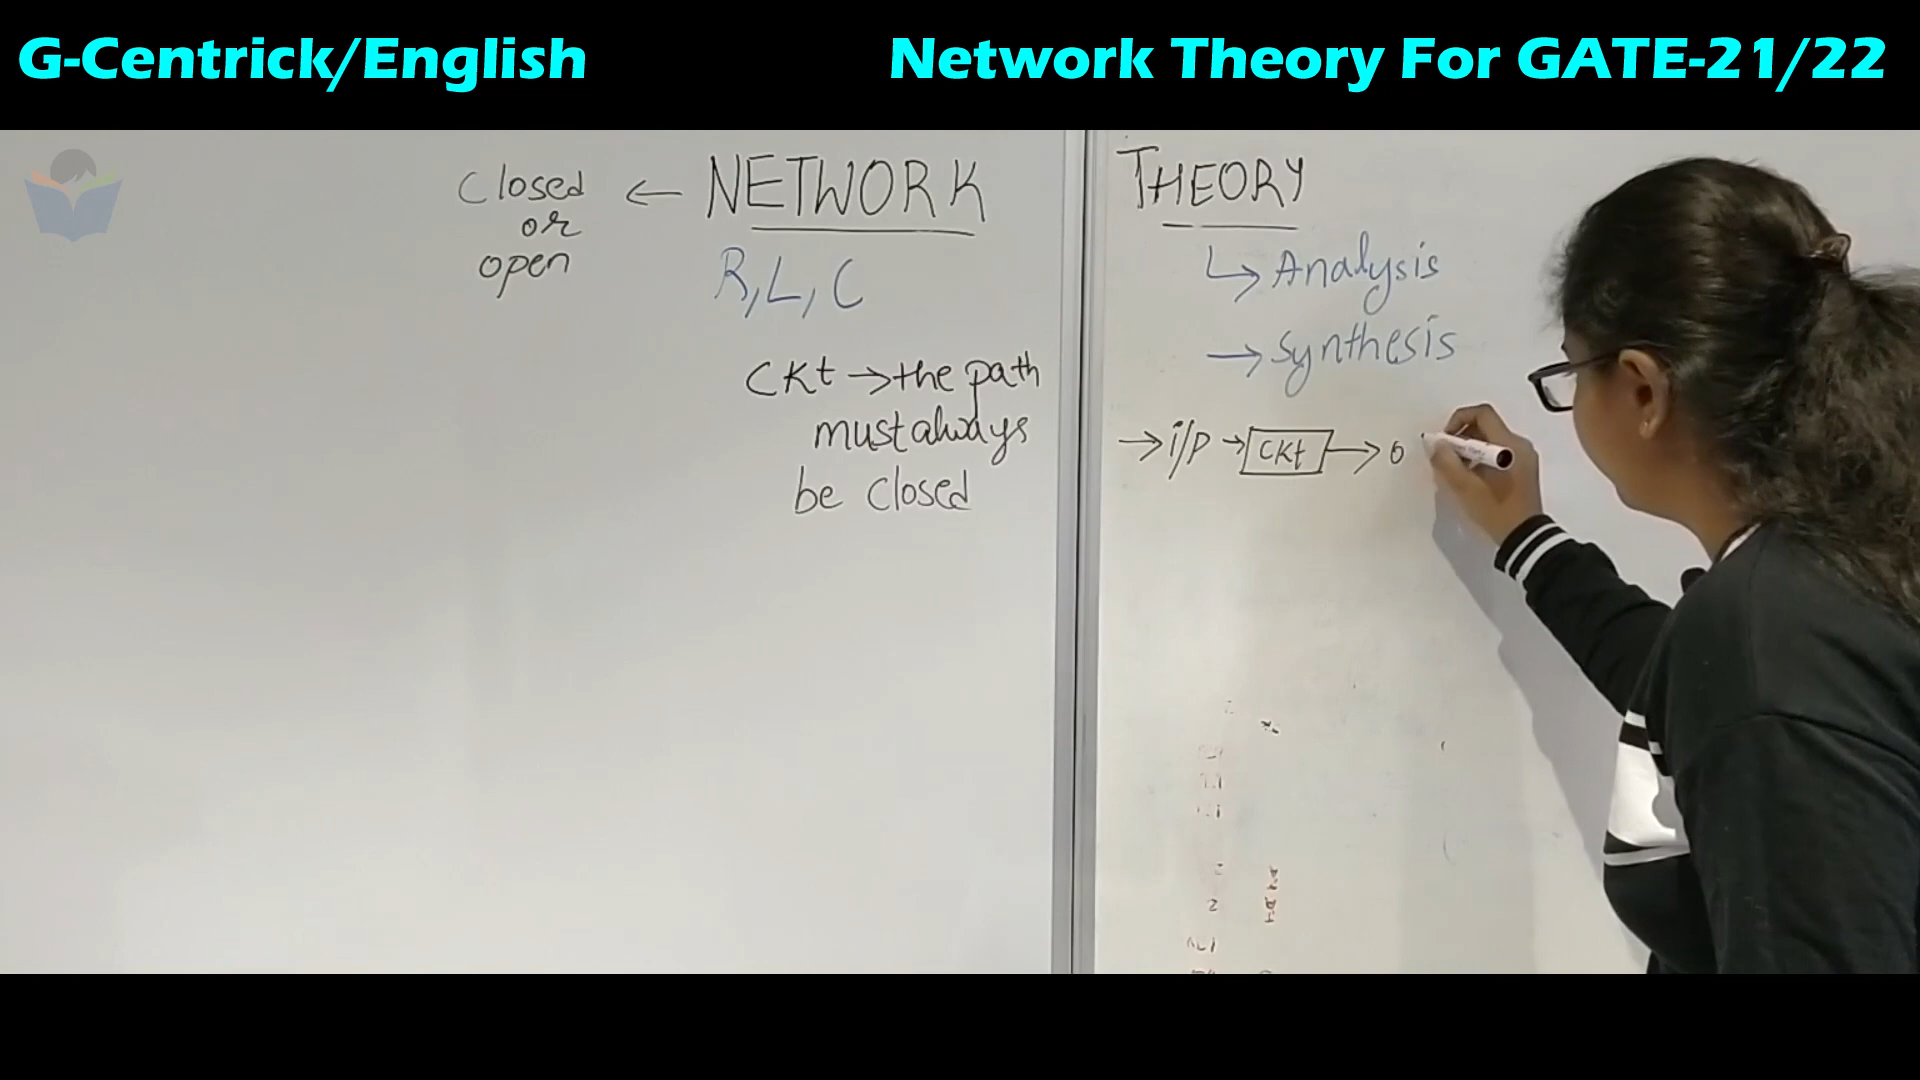 G-Centrick/English
Network Theory For GATE-21/22
Closed ← NETWORK
or
open
R, L, C
CKt → the path
must always
be closed
THEORY
↳ Analysis
→ Synthesis
→ i/p → CKt → o